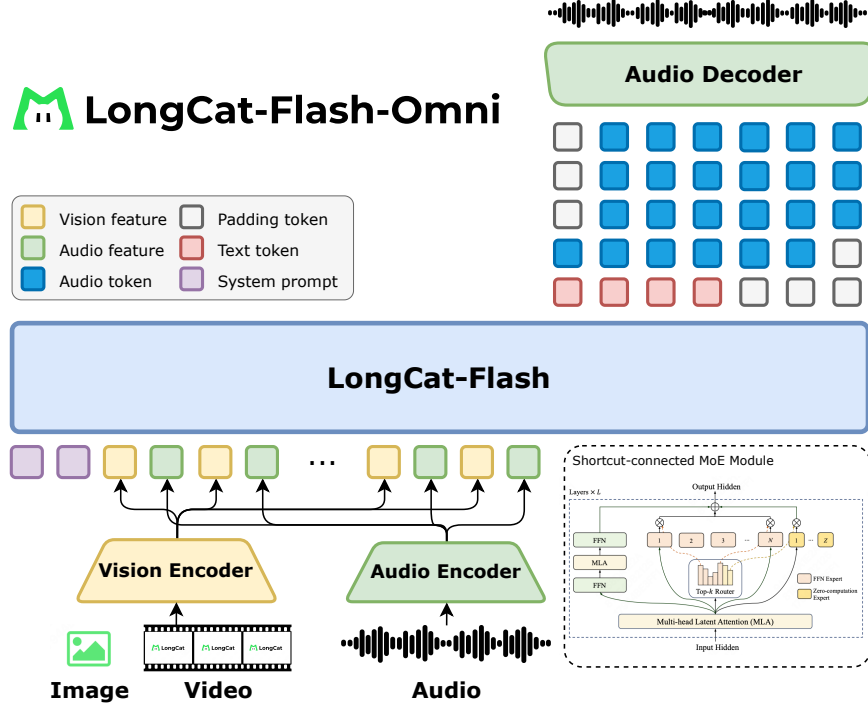 Audio Decoder
LongCat-Flash-Omni
Vision feature
Padding token
Audio feature
Text token
Audio token
System prompt
LongCat-Flash
...
Shortcut-connected MoE Module
Layers × L
Output Hidden
FFN
1
2
3
...
N
1
...
Z
MLA
FFN
Top-k Router
FFN Expert
Zero-computation
Expert
Multi-head Latent Attention (MLA)
Input Hidden
Vision Encoder
Audio Encoder
LongCat
LongCat
LongCat
Image
Video
Audio